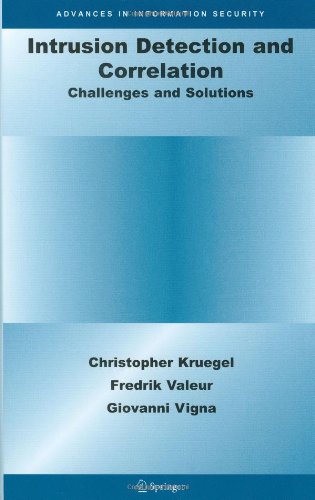 ADVANCES IN INFORMATION SECURITY
Intrusion Detection and
Correlation
Challenges and Solutions
Christopher Kruegel
Fredrik Valeur
Giovanni Vigna
Springer